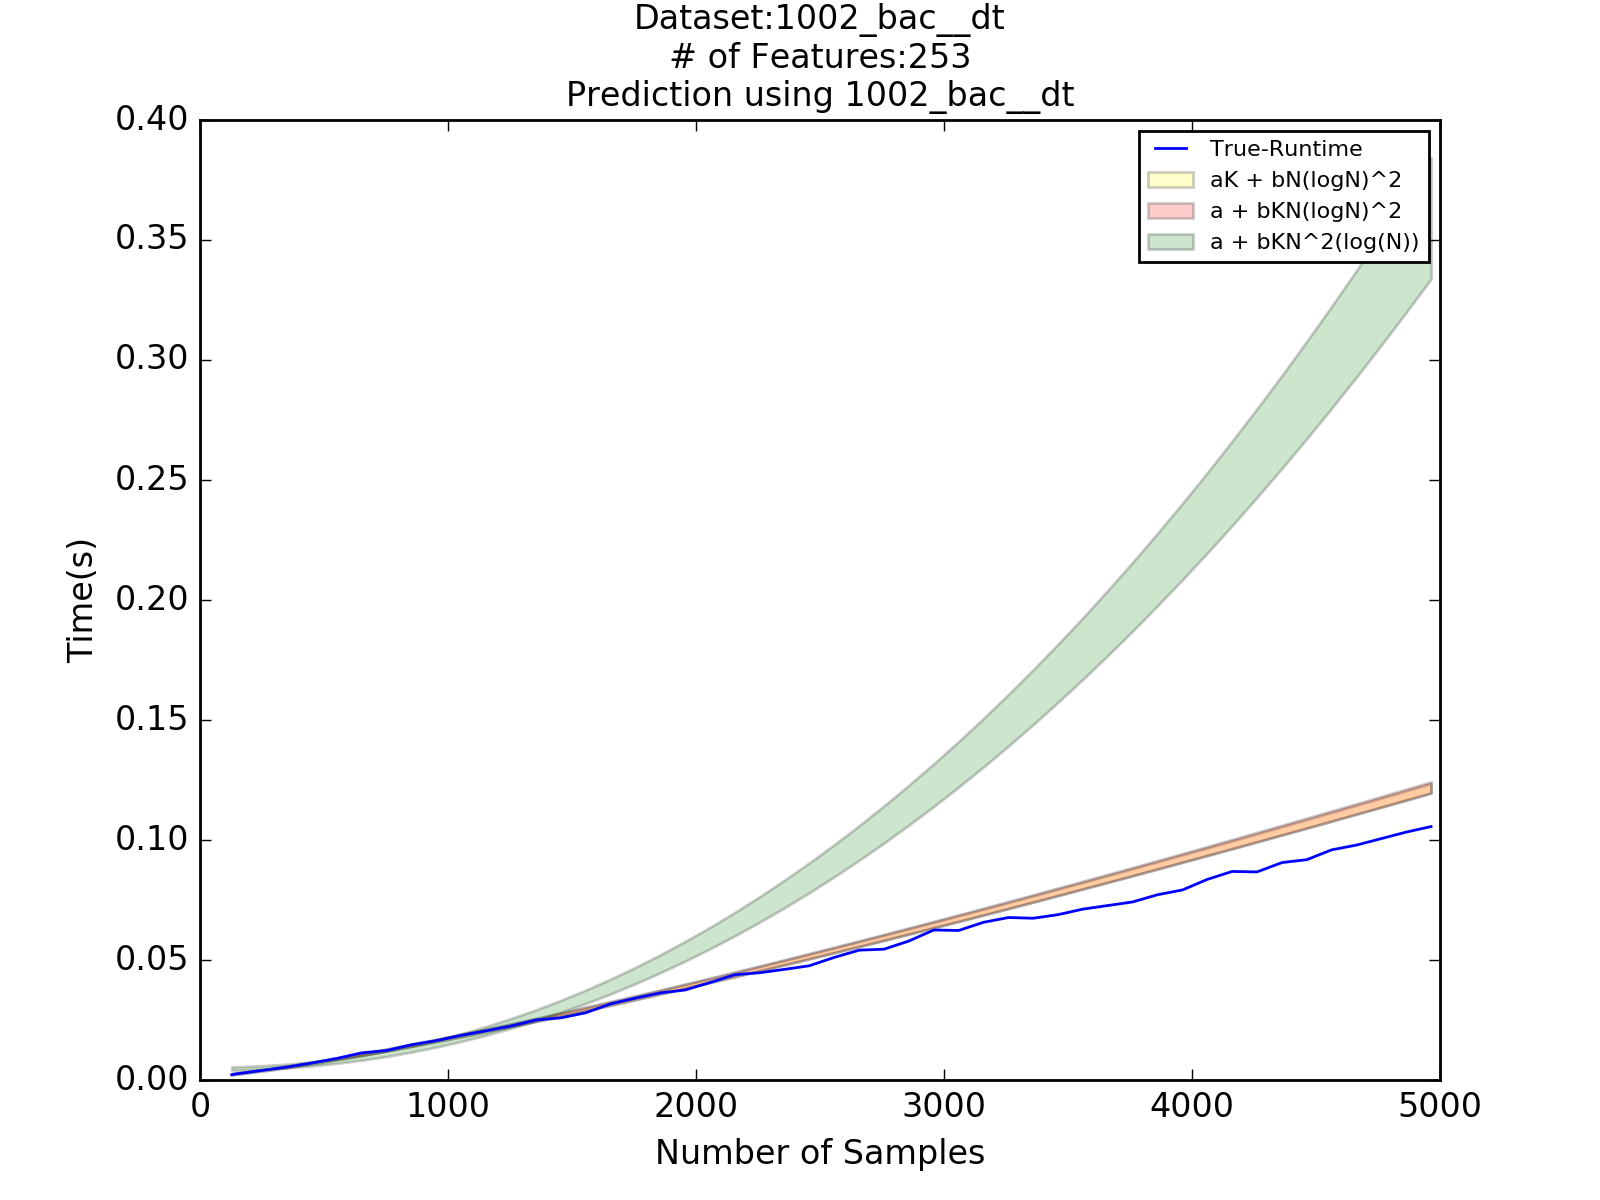 Dataset:1002_bac__dt
# of Features:253
Prediction using 1002_bac__dt
True-Runtime
aK + bN(logN)^2
a + bKN(logN)^2
a + bKN^2(log(N))
0.40
0.35
0.30
0.25
0.20
0.15
0.10
0.05
0.00
Time(s)
0 1000 2000 3000 4000 5000
Number of Samples